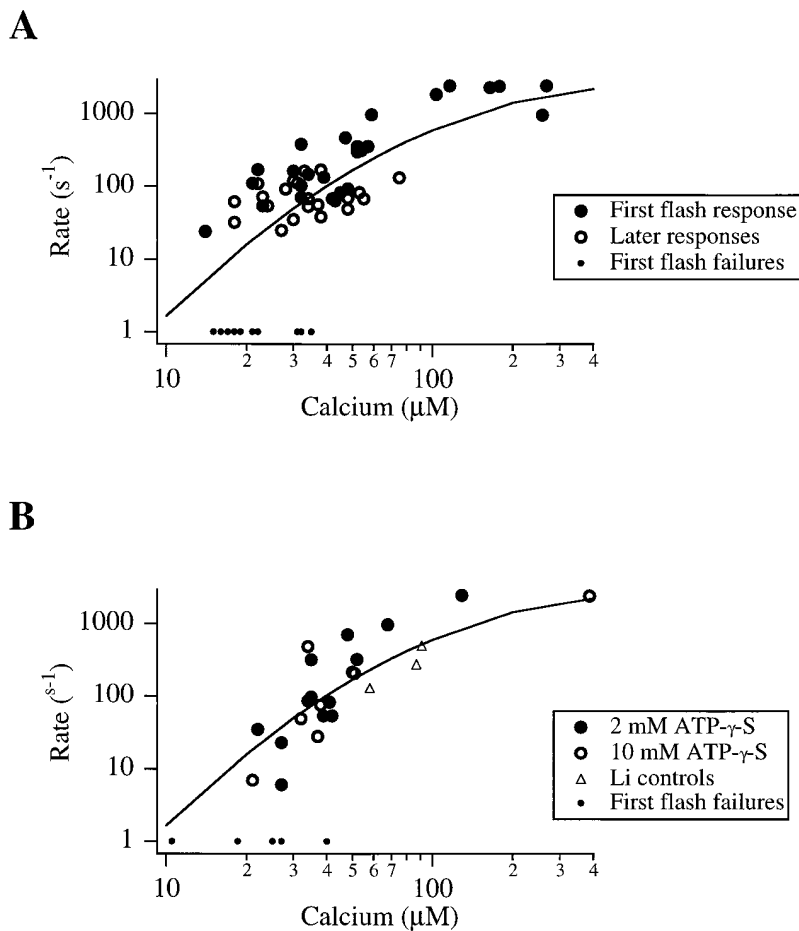 A
Rate (s-1)
1000
100
10
1
10 2 3 4 5 6 7 100 2 3 4
Calcium (μM)
First flash response
Later responses
First flash failures
B
Rate (s-1)
1000
100
10
1
10 2 3 4 5 6 7 100 2 3 4
Calcium (μM)
2 mM ATP-γ-S
10 mM ATP-γ-S
Li controls
First flash failures